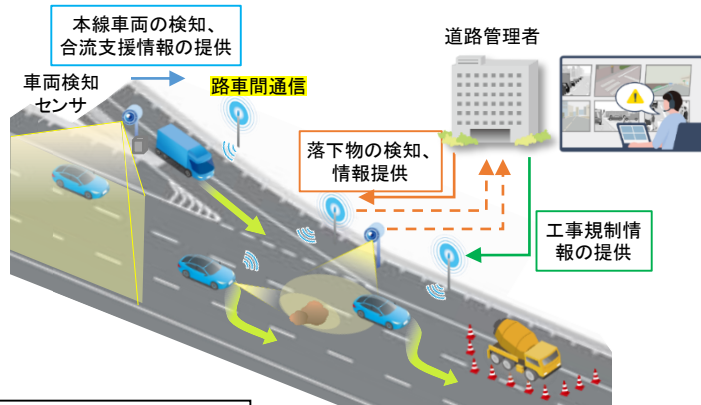 本線車両の検知、
合流支援情報の提供
車両検知
センサ
路車間通信
道路管理者
落下物の検知、
情報提供
工事規制情
報の提供